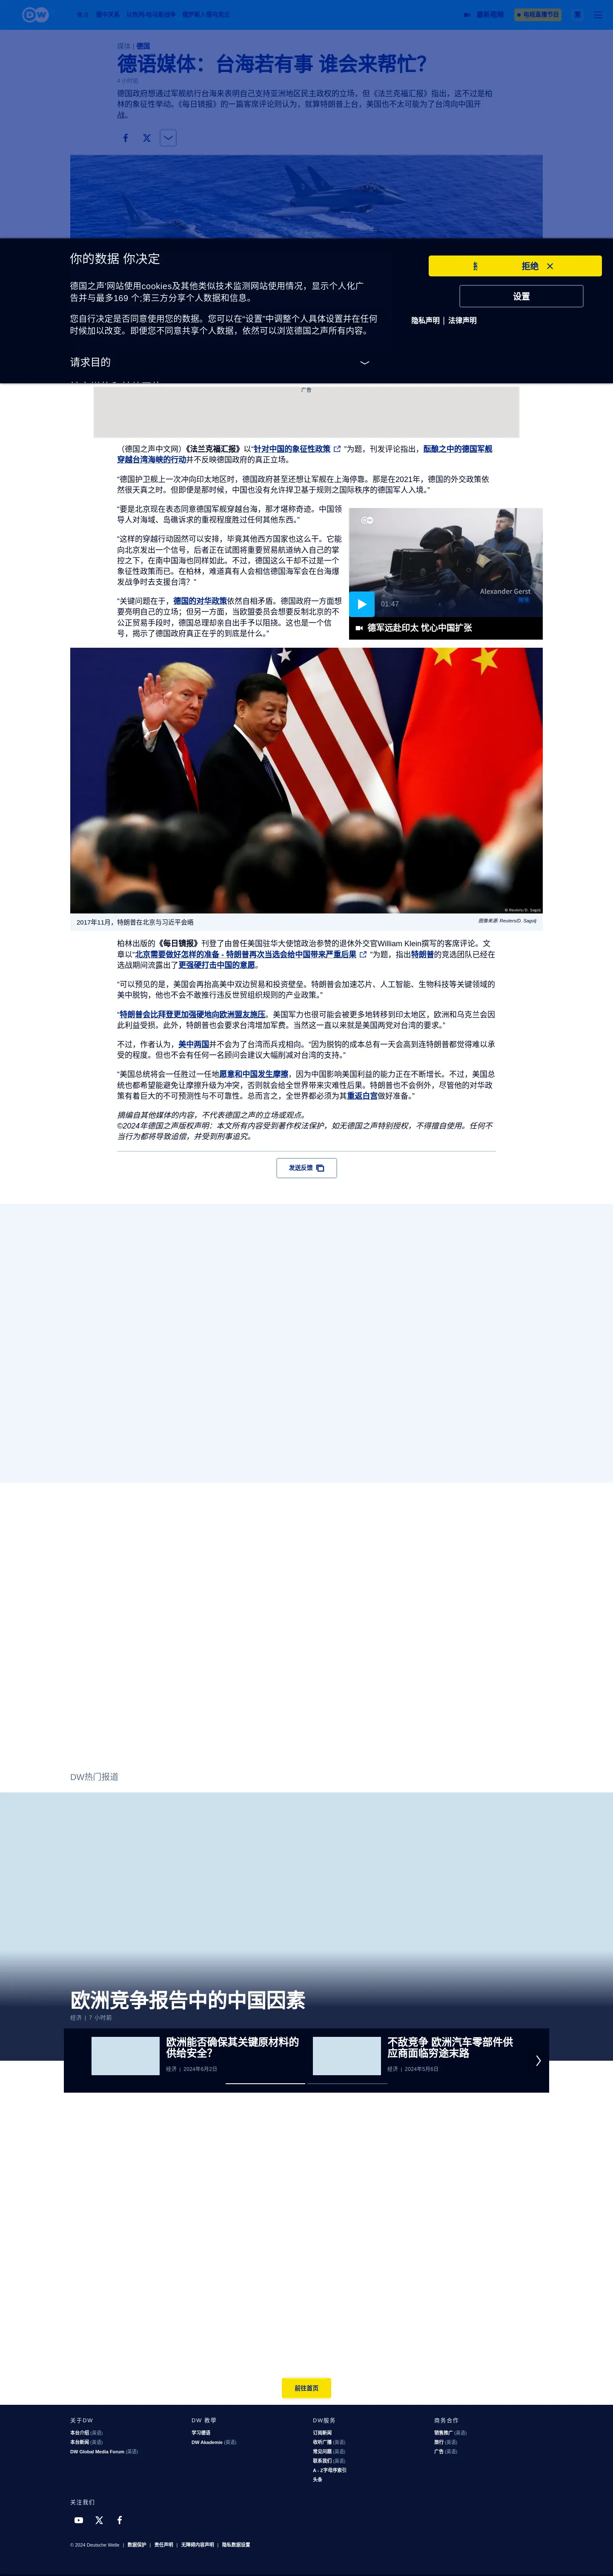 DW
最新视频
电视直播节目
媒体 | 德国
德语媒体：台海若有事 谁会来帮忙？
4 小时前
德国政府想通过军舰航行台海来表明自己支持亚洲地区民主政权的立场，但《法兰克福汇报》指出，这不过是柏
林的象征性举动。《每日镜报》的一篇客座评论则认为，就算特朗普上台，美国也不太可能为了台湾向中国开
战。
你的数据 你决定
拒绝
德国之声'网站使用cookies及其他类似技术监测网站使用情况，显示个人化广
告并与最多169 个;第三方分享个人数据和信息。
设置
您自行决定是否同意使用您的数据。您可以在“设置”中调整个人具体设置并在任何
时候加以改变。即便您不同意共享个人数据，依然可以浏览德国之声所有内容。
隐私声明 | 法律声明
请求目的
广告
（德国之声中文网）《法兰克福汇报》以“针对中国的象征性政策 ”为题，刊发评论指出，酝酿之中的德国军舰
穿越台湾海峡的行动并不反映德国政府的真正立场。
“德国护卫舰上一次冲向印太地区时，德国政府甚至还想让军舰在上海停靠。那是在2021年，德国的外交政策依
然很天真之时。但即便是那时候，中国也没有允许捍卫基于规则之国际秩序的德国军人入境。”
“要是北京现在表态同意德国军舰穿越台海，那才堪称奇迹。中国领
导人对海域、岛礁诉求的重视程度胜过任何其他东西。”
“这样的穿越行动固然可以安排，毕竟其他西方国家也这么干。它能
向北京发出一个信号，后者正在试图将重要贸易航道纳入自己的掌
控之下，在南中国海也同样如此。不过，德国这么干却不过是一个
象征性政策而已。在柏林，难道真有人会相信德国海军会在台海爆
发战争时去支援台湾？”
“关键问题在于，德国的对华政策依然自相矛盾。德国政府一方面想
要亮明自己的立场；但另一方面，当欧盟委员会想要反制北京的不
公正贸易手段时，德国总理却亲自出手予以阻挠。这也是一个信
号，揭示了德国政府真正在乎的到底是什么。”
DW
Alexander Gerst
01:47
德军远赴印太 忧心中国扩张
© Reuters/D. Sagolj
2017年11月，特朗普在北京与习近平会晤
图像来源: Reuters/D. Sagolj
柏林出版的《每日镜报》刊登了由曾任美国驻华大使馆政治参赞的退休外交官William Klein撰写的客席评论。文
章以“北京需要做好怎样的准备 - 特朗普再次当选会给中国带来严重后果 ”为题，指出特朗普的竞选团队已经在
选战期间流露出了更强硬打击中国的意愿。
“可以预见的是，美国会再抬高美中双边贸易和投资壁垒。特朗普会加速芯片、人工智能、生物科技等关键领域的
美中脱钩，他也不会不敢推行违反世贸组织规则的产业政策。”
“特朗普会比拜登更加强硬地向欧洲盟友施压。美国军力也很可能会被更多地转移到印太地区，欧洲和乌克兰会因
此利益受损。此外，特朗普也会要求台湾增加军费。当然这一直以来就是美国两党对台湾的要求。”
不过，作者认为，美中两国并不会为了台湾而兵戎相向。“因为脱钩的成本总有一天会高到连特朗普都觉得难以承
受的程度。但也不会有任何一名顾问会建议大幅削减对台湾的支持。”
“美国总统将会一任胜过一任地愿意和中国发生摩擦，因为中国影响美国利益的能力正在不断增长。不过，美国总
统也都希望能避免让摩擦升级为冲突，否则就会给全世界带来灾难性后果。特朗普也不会例外，尽管他的对华政
策有着巨大的不可预测性与不可靠性。总而言之，全世界都必须为其重返白宫做好准备。”
摘编自其他媒体的内容，不代表德国之声的立场或观点。
©2024年德国之声版权声明：本文所有内容受到著作权法保护，如无德国之声特别授权，不得擅自使用。任何不
当行为都将导致追偿，并受到刑事追究。
发送反馈
DW热门报道
欧洲竞争报告中的中国因素
经济 | 7 小时前
欧洲能否确保其关键原材料的
供给安全？
经济 | 2024年6月2日
不敌竞争 欧洲汽车零部件供
应商面临穷途末路
经济 | 2024年5月6日
前往首页
关于DW
本台介绍 (英语)
本台新闻 (英语)
DW Global Media Forum (英语)
DW 教学
学习德语
DW Akademie (英语)
DW服务
订阅新闻
收听广播 (英语)
常见问题 (英语)
联系我们 (英语)
A - Z字母序索引
头条
商务合作
销售推广 (英语)
旅行 (英语)
广告 (英语)
关注我们
© 2024 Deutsche Welle | 数据保护 | 责任声明 | 无障碍内容声明 | 隐私数据设置